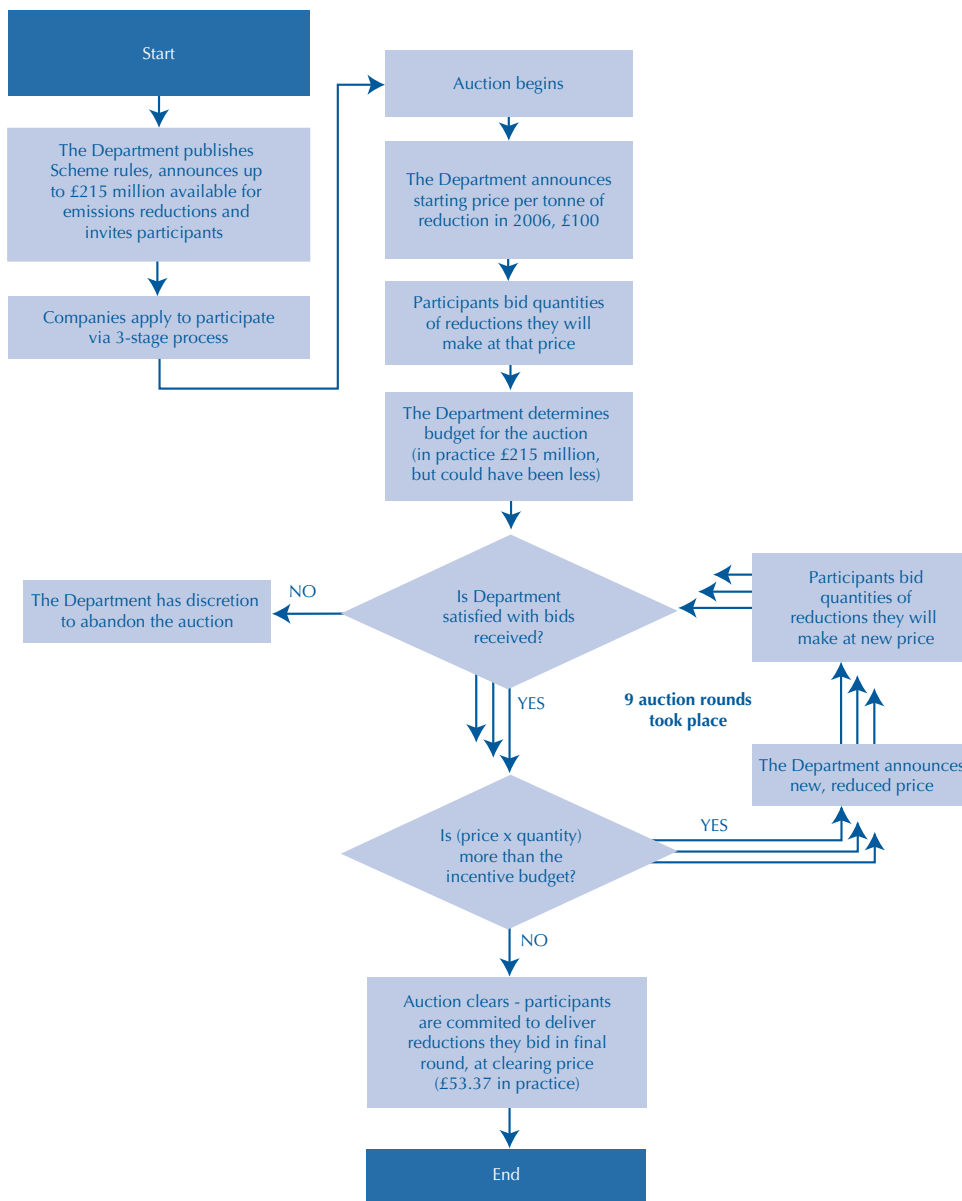 Start
The Department publishes
Scheme rules, announces up
to £215 million available for
emissions reductions and
invites participants
Companies apply to participate
via 3-stage process
Auction begins
The Department announces
starting price per tonne of
reduction in 2006, £100
Participants bid quantities
of reductions they will
make at that price
The Department determines
budget for the auction
(in practice £215 million,
but could have been less)
Is Department
satisfied with bids
received?
NO
The Department has discretion
to abandon the auction
YES
9 auction rounds
took place
Participants bid
quantities of
reductions they will
make at new price
The Department announces
new, reduced price
Is (price x quantity)
more than the
incentive budget?
YES
NO
Auction clears - participants
are commited to deliver
reductions they bid in final
round, at clearing price
(£53.37 in practice)
End